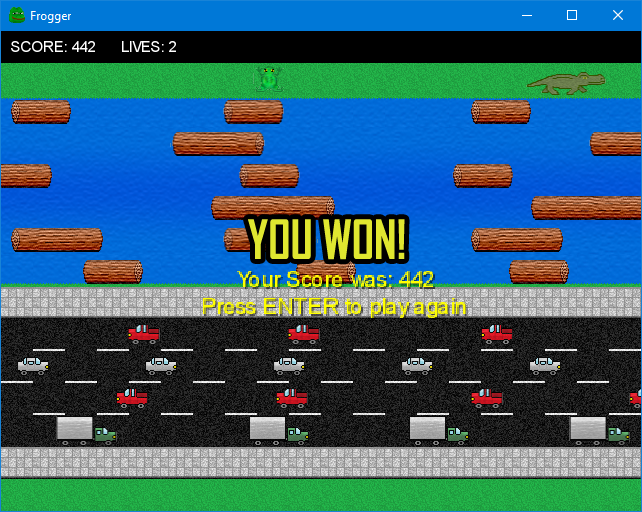 Frogger
SCORE: 442 LIVES: 2
YOU WON!
Your Score was: 442
Press ENTER to play again